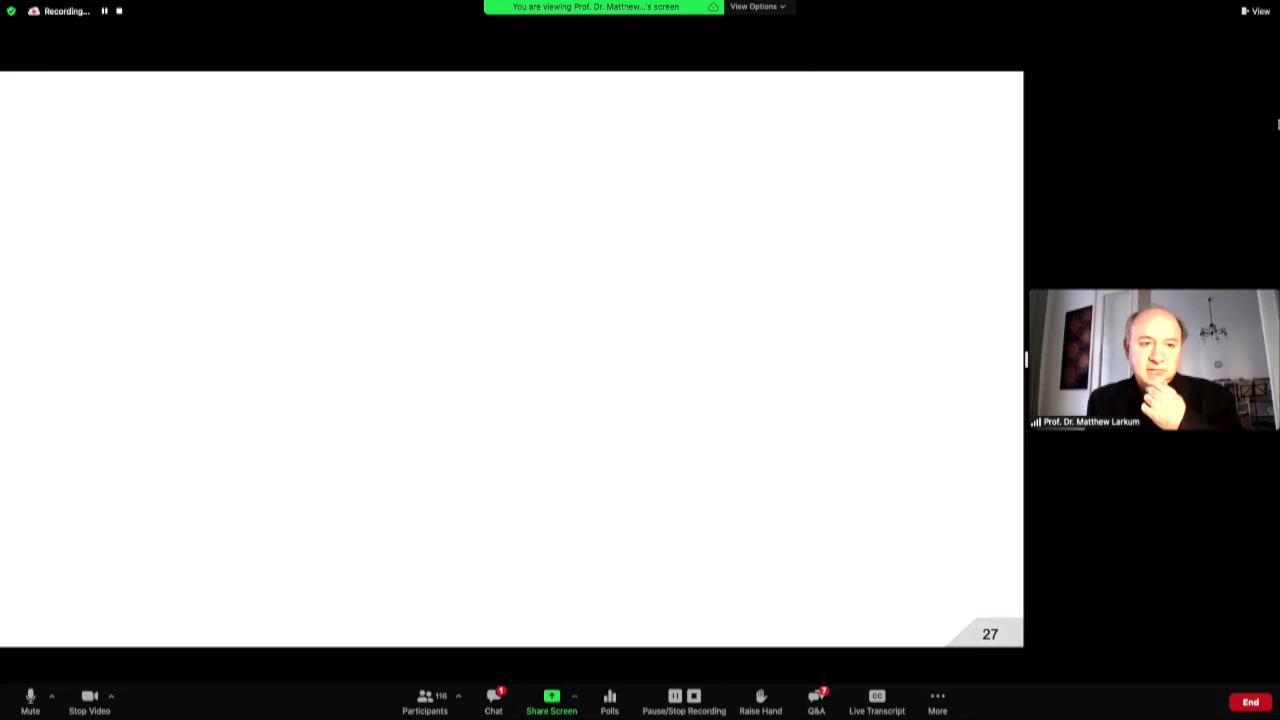 Recording...
You are viewing Prof. Dr. Matthew...'s screen
View Options
View
Prof. Dr. Matthew Larkum
27
Mute
Stop Video
Participants
116
Chat
1
Share Screen
Polls
Pause/Stop Recording
Raise Hand
Q&A
7
CC
Live Transcript
More
End